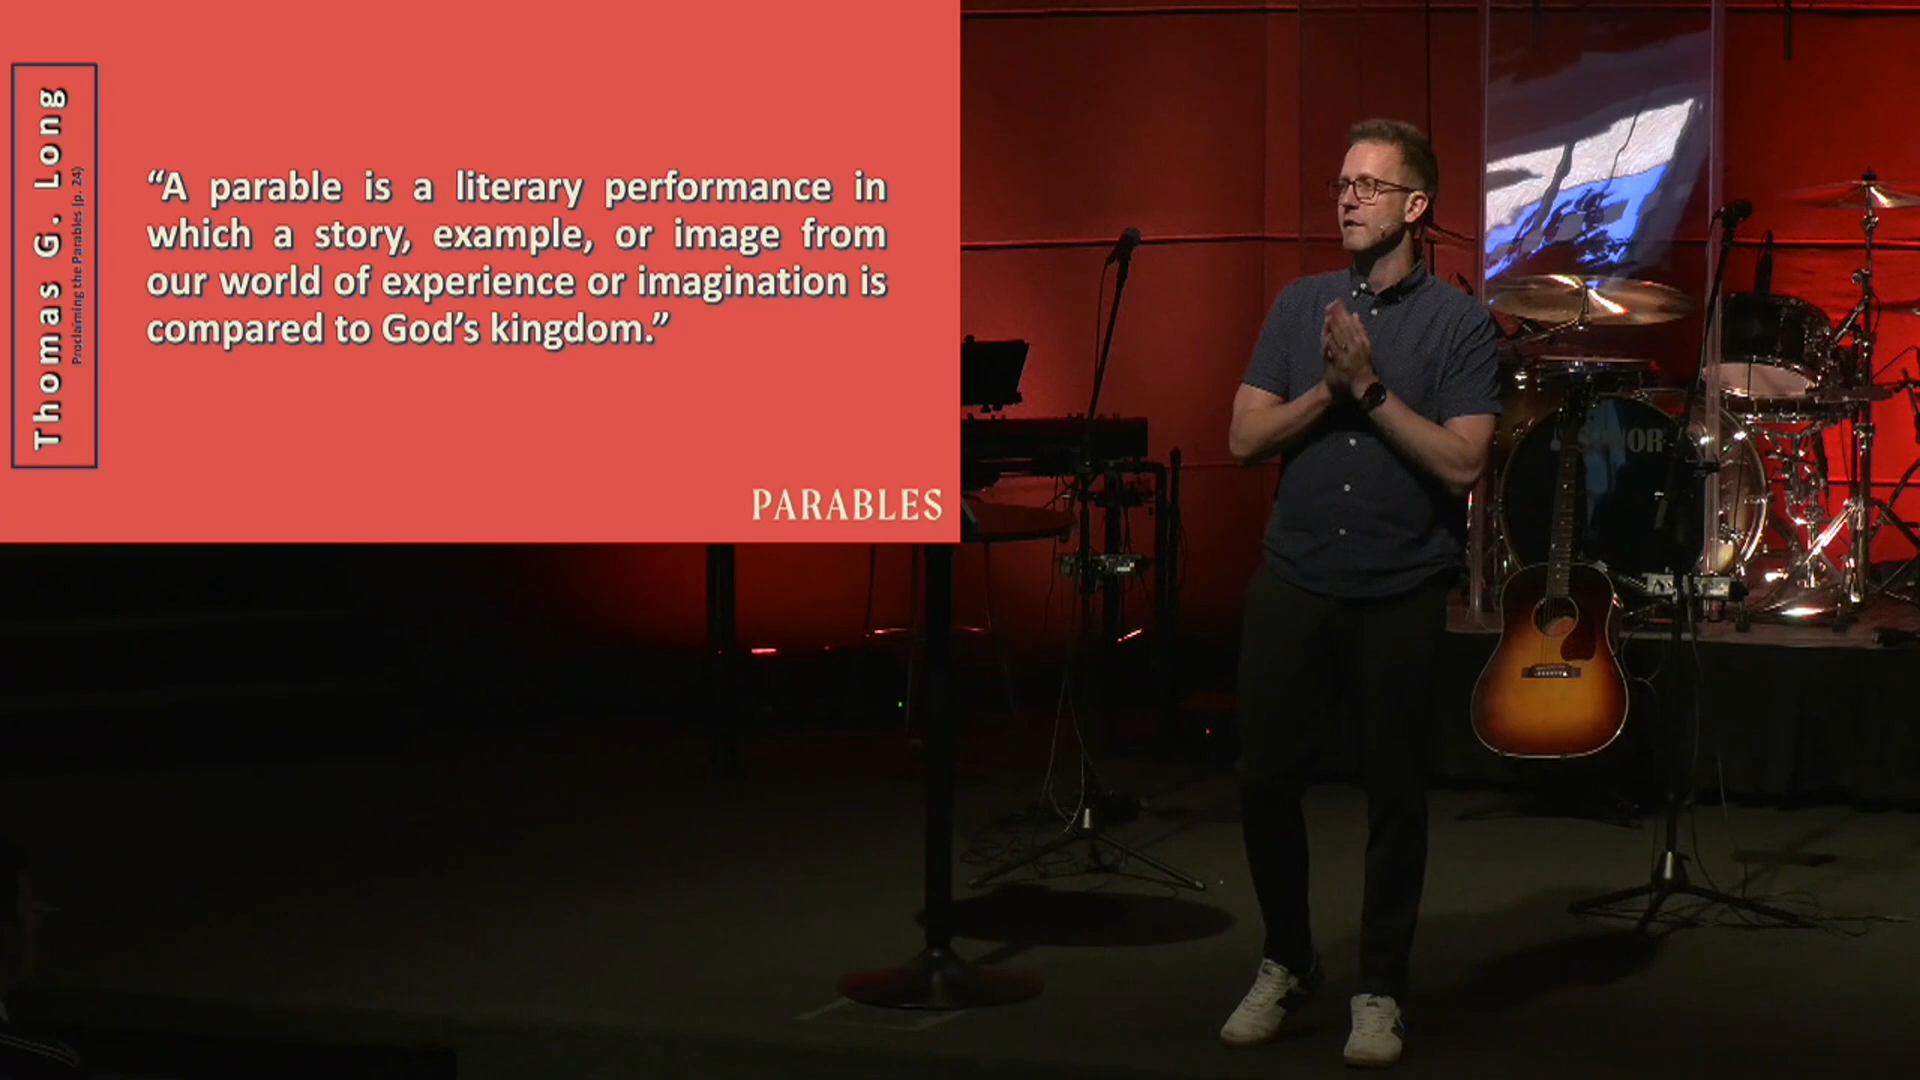 Thomas G. Long
Proclaiming the Parables (p. 24)
“A parable is a literary performance in
which a story, example, or image from
our world of experience or imagination is
compared to God’s kingdom.”
PARABLES
SONOR